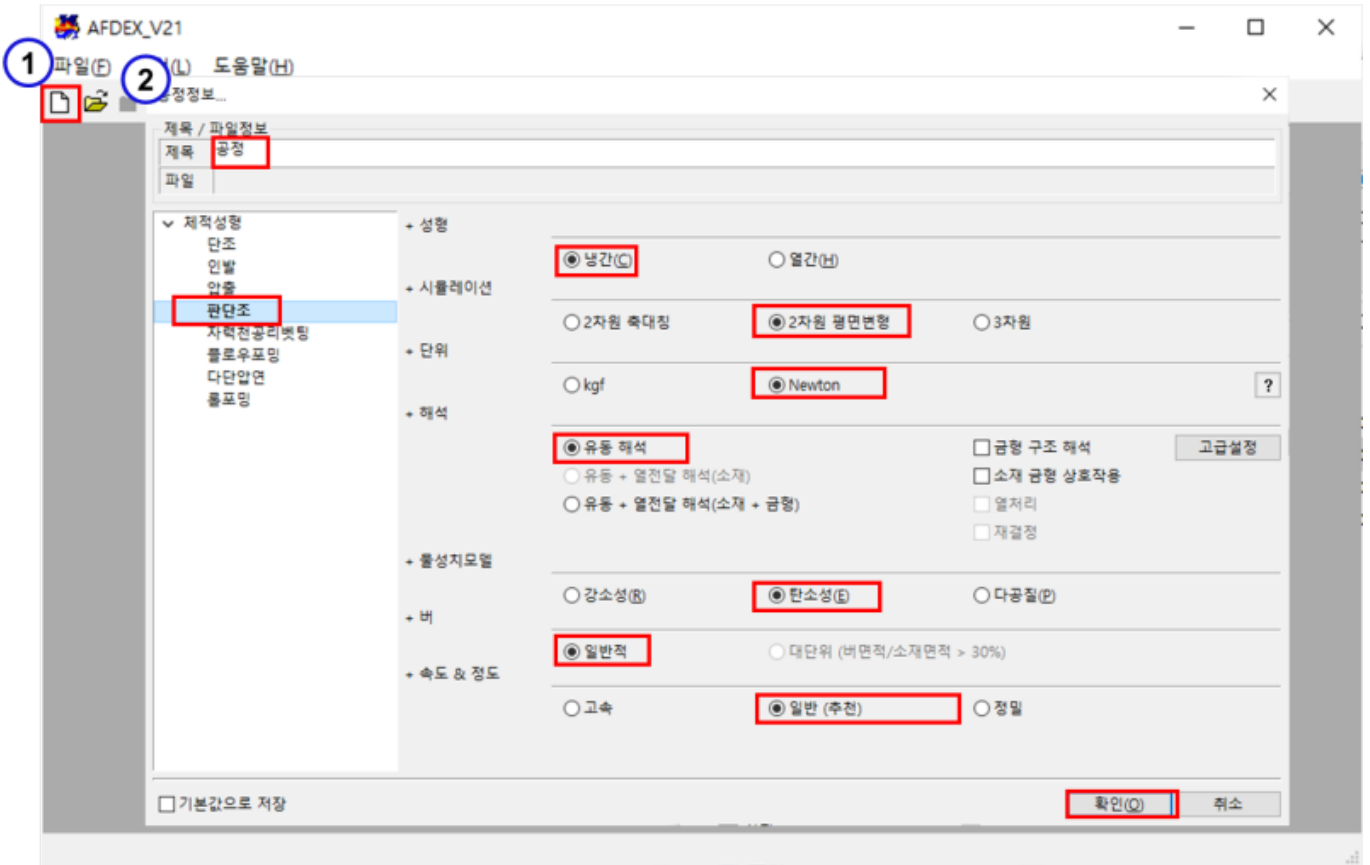 AFDEX_V21
1 파일(F) (L) 도움말(H)
2
공정정보...
제목 / 파일정보
제목 공정
파일
체적성형
단조
인발
압출
판단조
자력천공리벳팅
플로우포밍
다단압연
롤포밍
+ 성형
냉간(C) 열간(H)
+ 시뮬레이션
2차원 축대칭 2차원 평면변형 3차원
+ 단위
kgf Newton ?
+ 해석
유동 해석 금형 구조 해석 고급설정
유동 + 열전달 해석(소재) 소재 금형 상호작용
유동 + 열전달 해석(소재 + 금형) 열처리
재결정
+ 물성치모델
강소성(R) 탄소성(E) 다공질(P)
+ 버
일반적 대단위 (버면적/소재면적 > 30%)
+ 속도 & 정도
고속 일반 (추천) 정밀
기본값으로 저장 확인(O) 취소